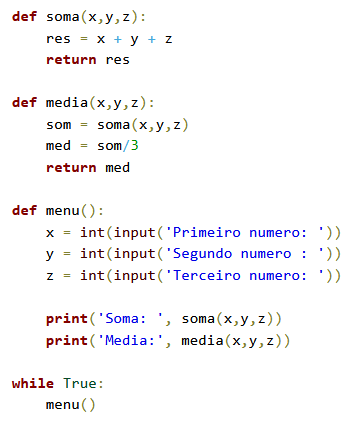 def soma(x,y,z):
    res = x + y + z
    return res

def media(x,y,z):
    som = soma(x,y,z)
    med = som/3
    return med

def menu():
    x = int(input('Primeiro numero: '))
    y = int(input('Segundo numero : '))
    z = int(input('Terceiro numero: '))

    print('Soma: ', soma(x,y,z))
    print('Media:', media(x,y,z))

while True:
    menu()